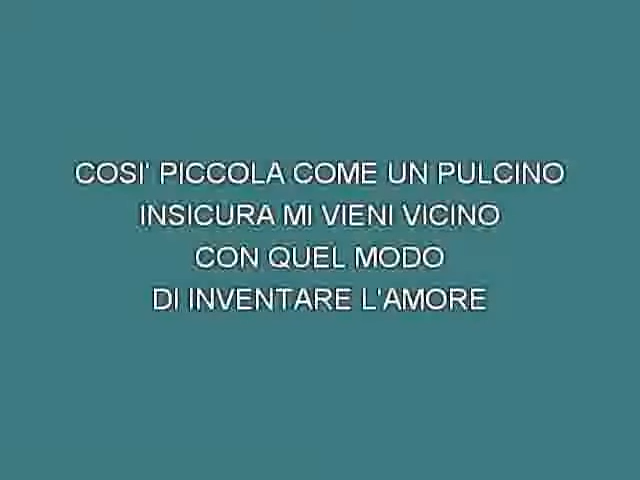 COSI' PICCOLA COME UN PULCINO
INSICURA MI VIENI VICINO
CON QUEL MODO
DI INVENTARE L'AMORE